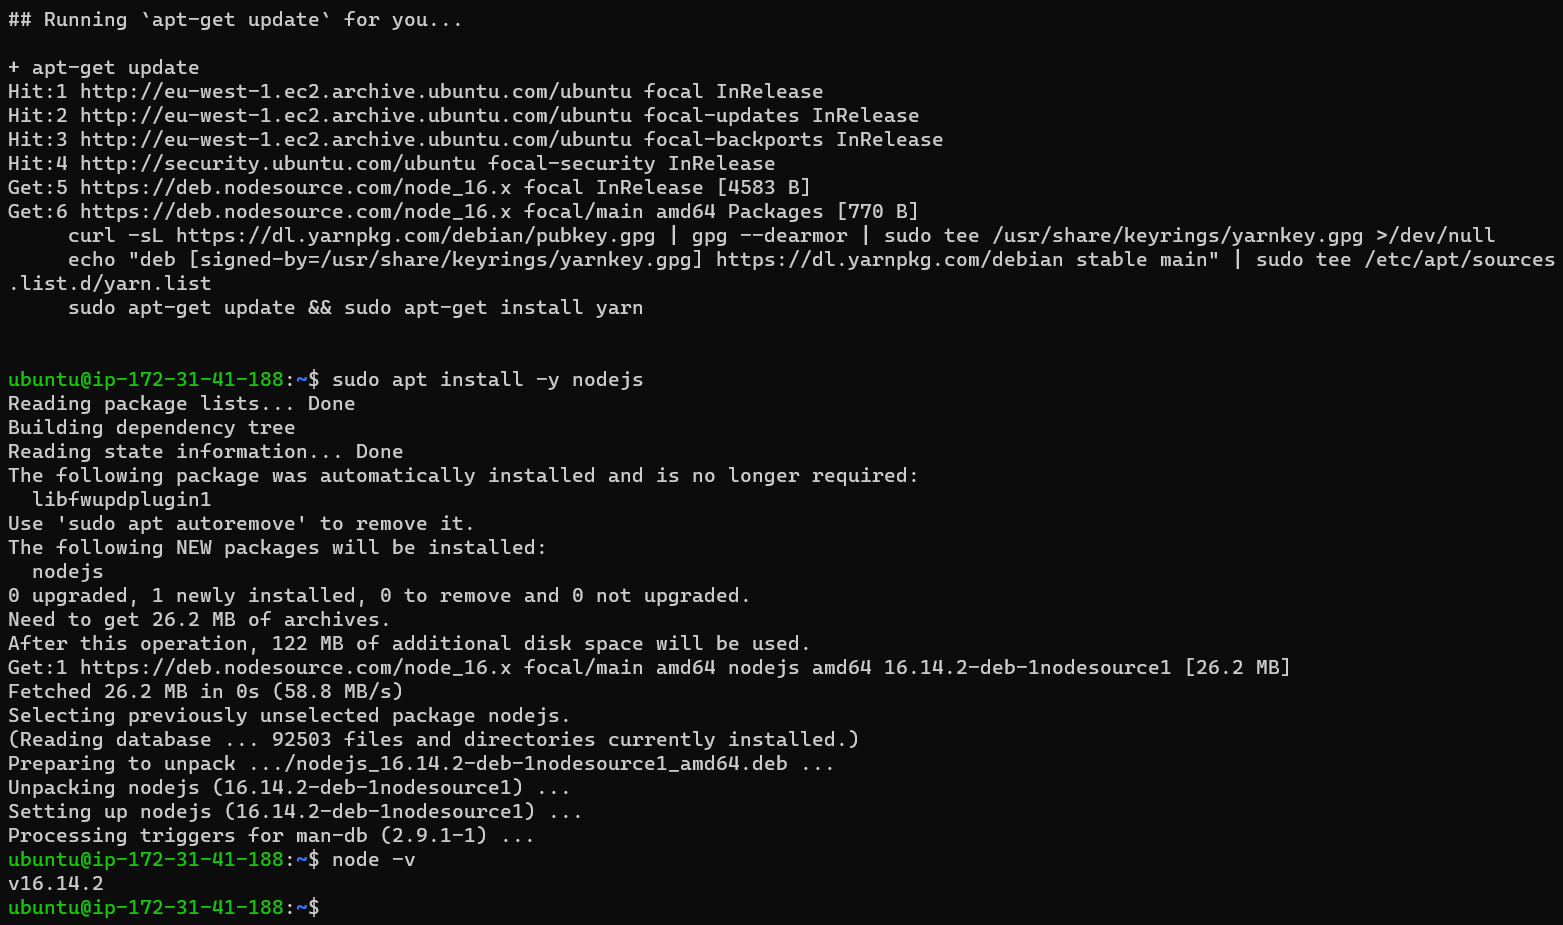 ## Running `apt-get update` for you...
+ apt-get update
Hit:1 http://eu-west-1.ec2.archive.ubuntu.com/ubuntu focal InRelease
Hit:2 http://eu-west-1.ec2.archive.ubuntu.com/ubuntu focal-updates InRelease
Hit:3 http://eu-west-1.ec2.archive.ubuntu.com/ubuntu focal-backports InRelease
Hit:4 http://security.ubuntu.com/ubuntu focal-security InRelease
Get:5 https://deb.nodesource.com/node_16.x focal InRelease [4583 B]
Get:6 https://deb.nodesource.com/node_16.x focal/main amd64 Packages [770 B]
     curl -sL https://dl.yarnpkg.com/debian/pubkey.gpg | gpg --dearmor | sudo tee /usr/share/keyrings/yarnkey.gpg >/dev/null
     echo "deb [signed-by=/usr/share/keyrings/yarnkey.gpg] https://dl.yarnpkg.com/debian stable main" | sudo tee /etc/apt/sources
.list.d/yarn.list
     sudo apt-get update && sudo apt-get install yarn
ubuntu@ip-172-31-41-188:~$ sudo apt install -y nodejs
Reading package lists... Done
Building dependency tree
Reading state information... Done
The following package was automatically installed and is no longer required:
  libfwupdplugin1
Use 'sudo apt autoremove' to remove it.
The following NEW packages will be installed:
  nodejs
0 upgraded, 1 newly installed, 0 to remove and 0 not upgraded.
Need to get 26.2 MB of archives.
After this operation, 122 MB of additional disk space will be used.
Get:1 https://deb.nodesource.com/node_16.x focal/main amd64 nodejs amd64 16.14.2-deb-1nodesource1 [26.2 MB]
Fetched 26.2 MB in 0s (58.8 MB/s)
Selecting previously unselected package nodejs.
(Reading database ... 92503 files and directories currently installed.)
Preparing to unpack .../nodejs_16.14.2-deb-1nodesource1_amd64.deb ...
Unpacking nodejs (16.14.2-deb-1nodesource1) ...
Setting up nodejs (16.14.2-deb-1nodesource1) ...
Processing triggers for man-db (2.9.1-1) ...
ubuntu@ip-172-31-41-188:~$ node -v
v16.14.2
ubuntu@ip-172-31-41-188:~$